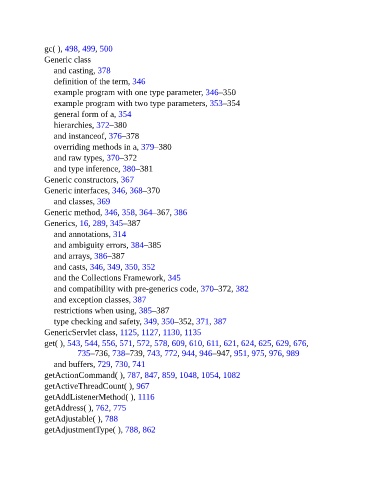 gc( ), 498, 499, 500
Generic class
and casting, 378
definition of the term, 346
example program with one type parameter, 346–350
example program with two type parameters, 353–354
general form of a, 354
hierarchies, 372–380
and instanceof, 376–378
overriding methods in a, 379–380
and raw types, 370–372
and type inference, 380–381
Generic constructors, 367
Generic interfaces, 346, 368–370
and classes, 369
Generic method, 346, 358, 364–367, 386
Generics, 16, 289, 345–387
and annotations, 314
and ambiguity errors, 384–385
and arrays, 386–387
and casts, 346, 349, 350, 352
and the Collections Framework, 345
and compatibility with pre-generics code, 370–372, 382
and exception classes, 387
restrictions when using, 385–387
type checking and safety, 349, 350–352, 371, 387
GenericServlet class, 1125, 1127, 1130, 1135
get( ), 543, 544, 556, 571, 572, 578, 609, 610, 611, 621, 624, 625, 629, 676,
735–736, 738–739, 743, 772, 944, 946–947, 951, 975, 976, 989
and buffers, 729, 730, 741
getActionCommand( ), 787, 847, 859, 1048, 1054, 1082
getActiveThreadCount( ), 967
getAddListenerMethod( ), 1116
getAddress( ), 762, 775
getAdjustable( ), 788
getAdjustmentType( ), 788, 862